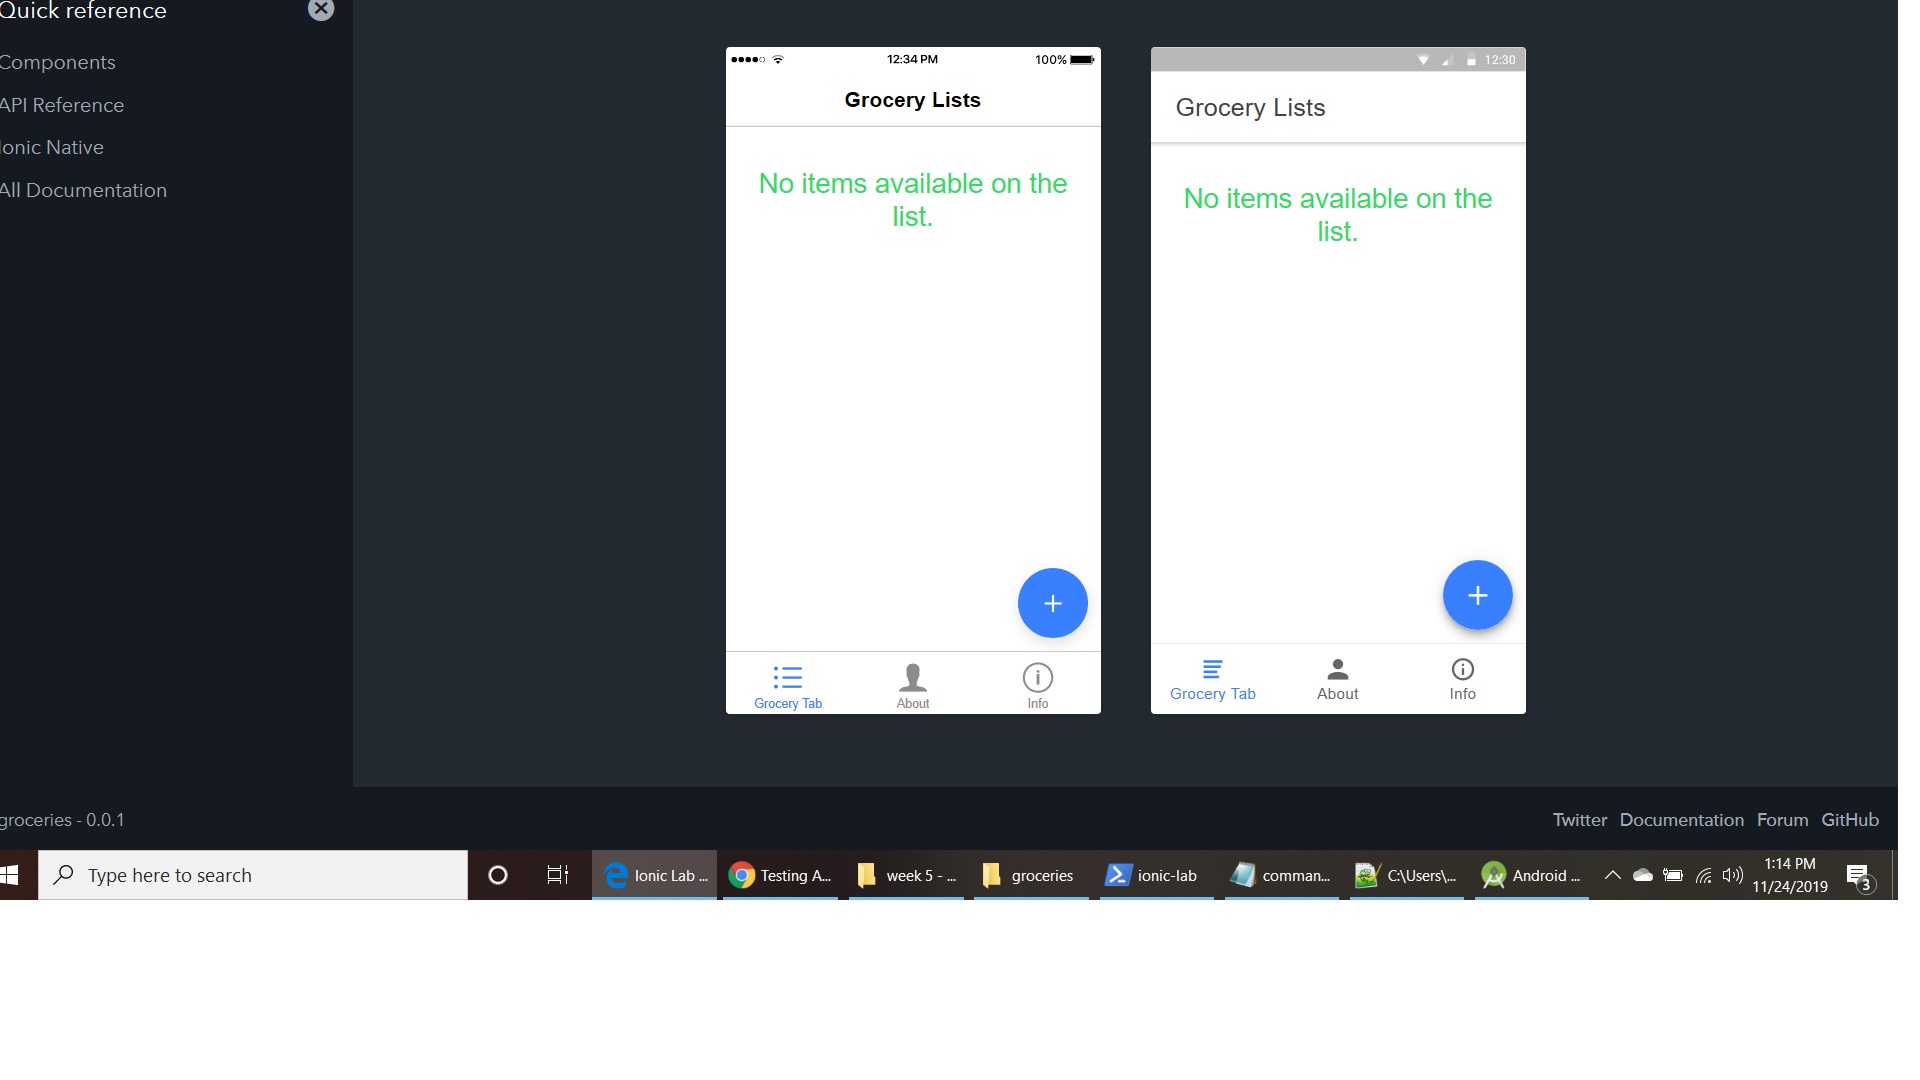 Quick reference
Components
API Reference
Ionic Native
All Documentation
12:34 PM
100%
Grocery Lists
No items available on the
list.
Grocery Tab
About
Info
12:30
Grocery Lists
No items available on the
list.
Grocery Tab
About
Info
groceries - 0.0.1
Twitter Documentation Forum GitHub
Type here to search
Ionic Lab ...
Testing A...
week 5 - ...
groceries
ionic-lab
comman...
C:\Users\...
Android ...
1:14 PM
11/24/2019
3